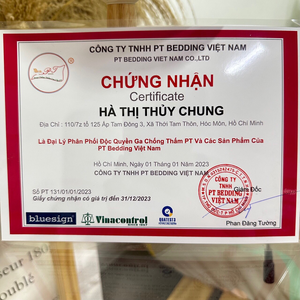 CÔNG TY TNHH PT BEDDING VIỆT NAM
PT BEDDING VIET NAM CO.,LTD
CHỨNG NHẬN
Certificate
HÀ THỊ THÙY CHUNG
Địa Chỉ : 110/7z tổ 125 Ấp Tam Đông 3, Xã Thới Tam Thôn, Hóc Môn, Hồ Chí Minh
Là Đại Lý Phân Phối Độc Quyền Ga Chống Thấm PT Và Các Sản Phẩm Của
PT Bedding Việt Nam
Hồ Chí Minh, Ngày 01 Tháng 01 Năm 2023
Giám Đốc
CÔNG TY
TNHH
PT BEDDING
VIỆT NAM
Số PT 131/01/01/2023
Giấy chứng nhận có giá trị đến 31/12/2023
bluesign
Vinacontrol
QUATEST3
Phan Đăng Tường
seur 18
oublé